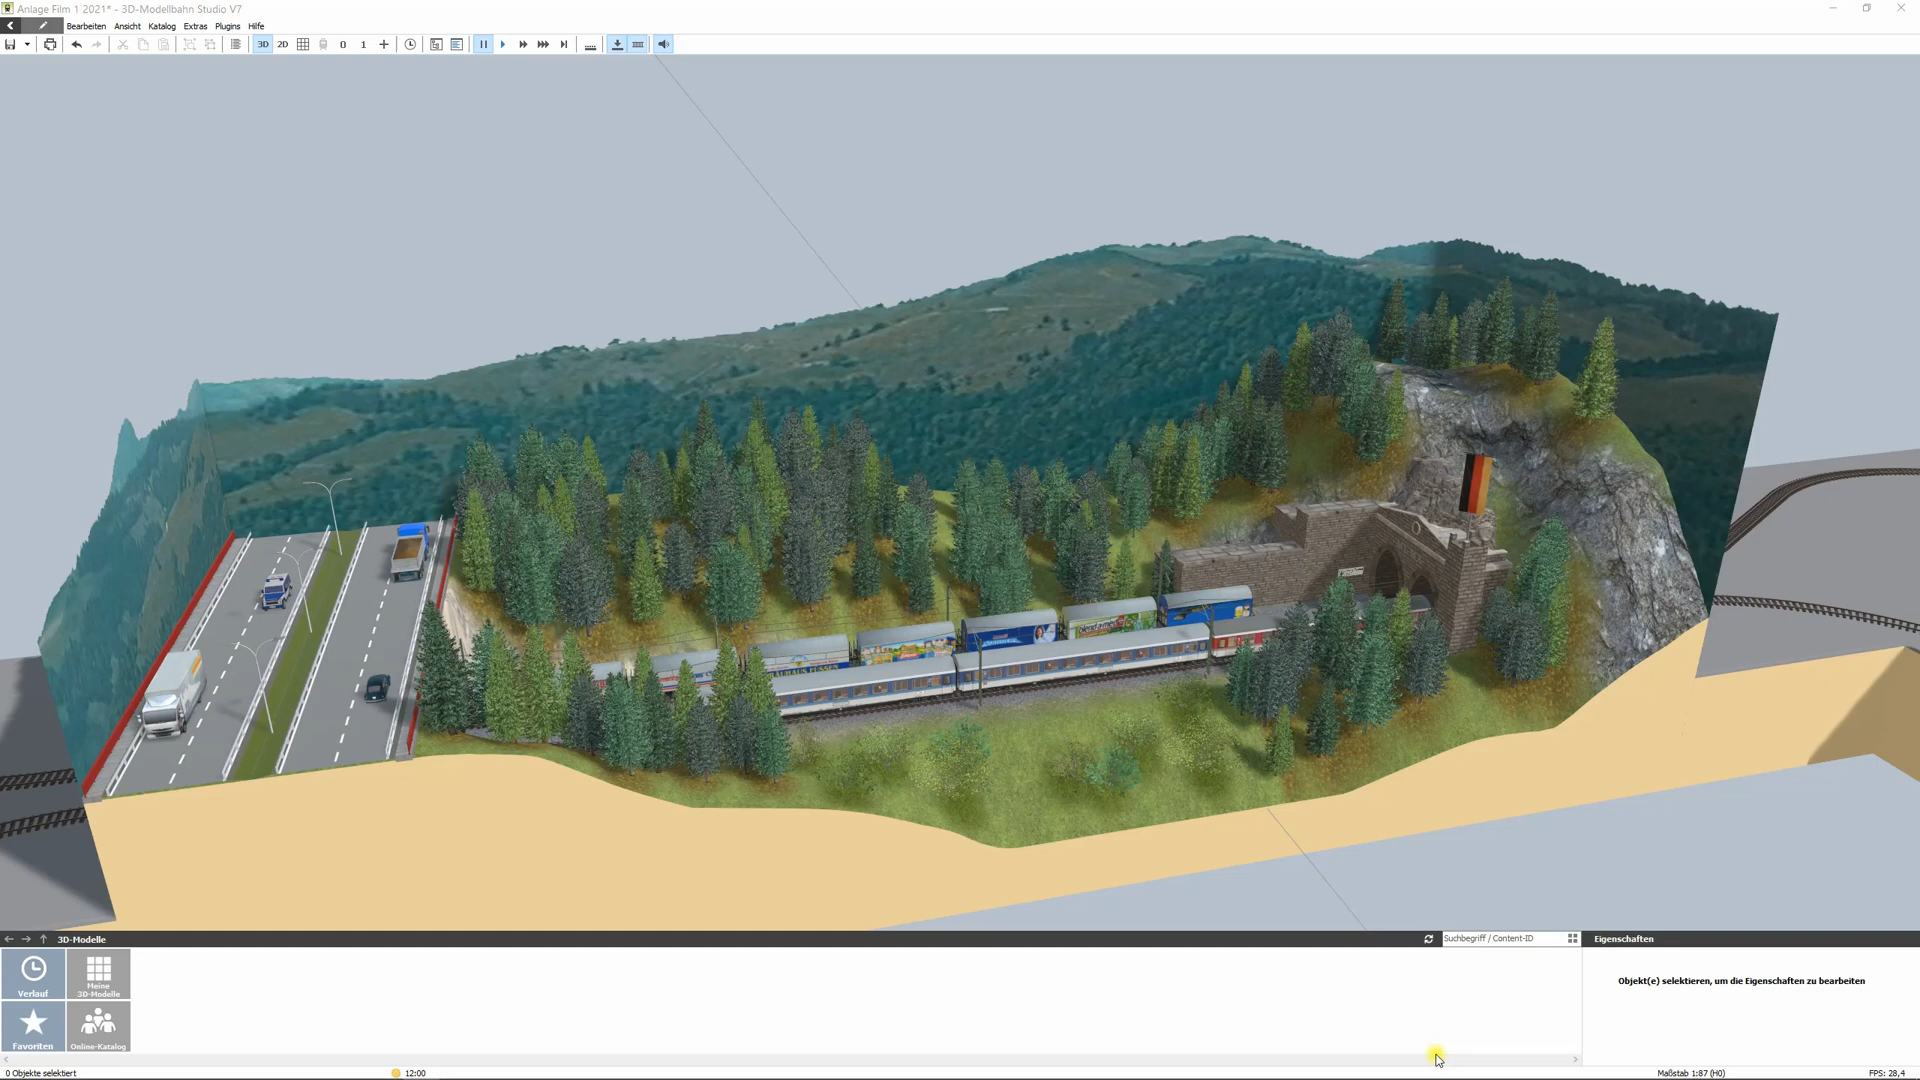 Anlage Film 1 2021* - 3D-Modellbahn Studio V7
Bearbeiten Ansicht Katalog Extras Plugins Hilfe
3D 2D 0 1
3D-Modelle
Suchbegriff / Content-ID
Eigenschaften
Verlauf
Meine
3D-Modelle
Objekt(e) selektieren, um die Eigenschaften zu bearbeiten
Favoriten
Online-Katalog
0 Objekte selektiert
12:00
Maßstab 1:87 (H0)
FPS: 28,4